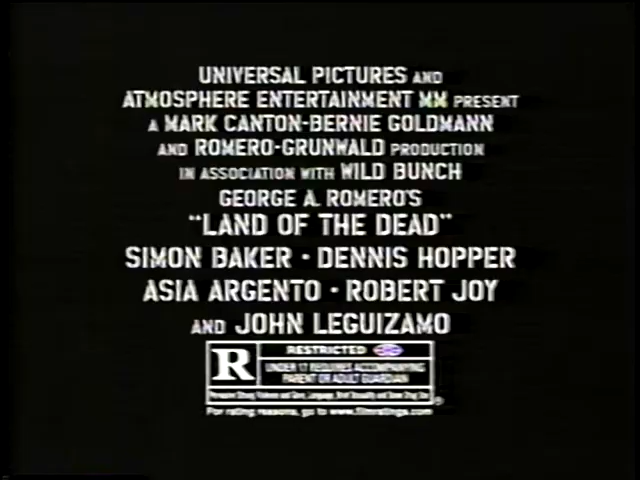 UNIVERSAL PICTURES AND
ATMOSPHERE ENTERTAINMENT MM PRESENT
A MARK CANTON-BERNIE GOLDMANN
AND ROMERO-GRUNWALD PRODUCTION
IN ASSOCIATION WITH WILD BUNCH
GEORGE A. ROMERO'S
"LAND OF THE DEAD"
SIMON BAKER · DENNIS HOPPER
ASIA ARGENTO · ROBERT JOY
AND JOHN LEGUIZAMO
R RESTRICTED
UNDER 17 REQUIRES ACCOMPANYING
PARENT OR ADULT GUARDIAN
For rating reasons, go to www.filmratings.com